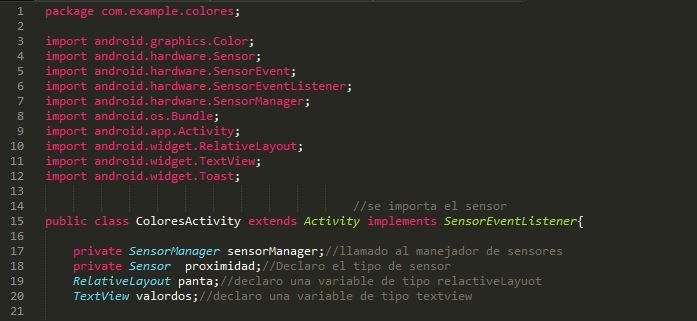 1 package com.example.colores;
2
3 import android.graphics.Color;
4 import android.hardware.Sensor;
5 import android.hardware.SensorEvent;
6 import android.hardware.SensorEventListener;
7 import android.hardware.SensorManager;
8 import android.os.Bundle;
9 import android.app.Activity;
10 import android.widget.RelativeLayout;
11 import android.widget.TextView;
12 import android.widget.Toast;
13
14 //se importa el sensor
15 public class ColoresActivity extends Activity implements SensorEventListener{
16
17 private SensorManager sensorManager;//llamado al manejador de sensores
18 private Sensor  proximidad;//Declaro el tipo de sensor
19 RelativeLayout panta;//declaro una variable de tipo relactiveLayuot
20 TextView valordos;//declaro una variable de tipo textview
21